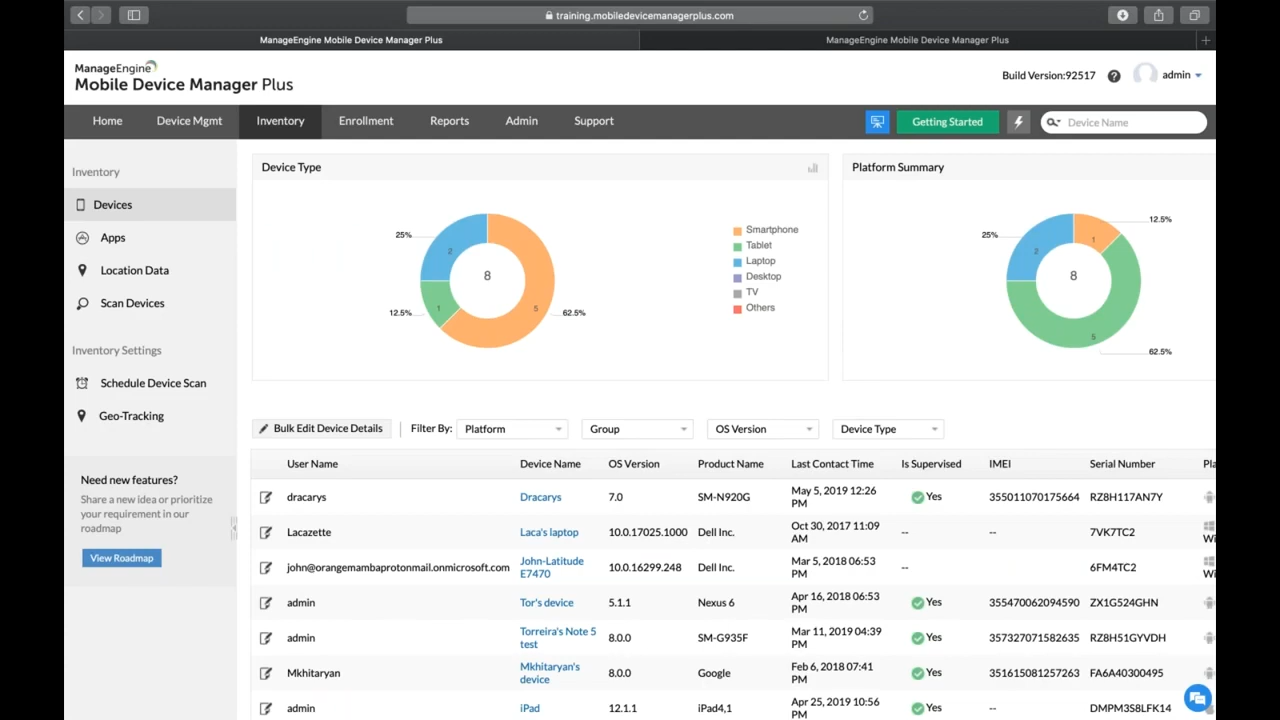 training.mobiledevicemanagerplus.com
ManageEngine Mobile Device Manager Plus
ManageEngine Mobile Device Manager Plus
ManageEngine
Mobile Device Manager Plus
Build Version:92517
?
admin
Home
Device Mgmt
Inventory
Enrollment
Reports
Admin
Support
Getting Started
Device Name
Inventory
Devices
Apps
Location Data
Scan Devices
Inventory Settings
Schedule Device Scan
Geo-Tracking
Need new features?
Share a new idea or prioritize
your requirement in our
roadmap
View Roadmap
Device Type
25%
2
8
1
5
12.5%
62.5%
Smartphone
Tablet
Laptop
Desktop
TV
Others
Platform Summary
12.5%
25%
1
2
8
5
62.5%
Bulk Edit Device Details
Filter By:
Platform
Group
OS Version
Device Type
User Name Device Name OS Version Product Name Last Contact Time Is Supervised IMEI Serial Number Pla
dracarys Dracarys 7.0 SM-N920G May 5, 2019 12:26 PM Yes 355011070175664 RZ8H117AN7Y
Lacazette Laca's laptop 10.0.17025.1000 Dell Inc. Oct 30, 2017 11:09 AM -- -- 7VK7TC2 Wi
john@orangemambaprotonmail.onmicrosoft.com John-Latitude E7470 10.0.16299.248 Dell Inc. Mar 5, 2018 06:53 PM -- 6FM4TC2 Wi
admin Tor's device 5.1.1 Nexus 6 Apr 16, 2018 06:53 PM Yes 355470062094590 ZX1G524GHN
admin Torreira's Note 5 test 8.0.0 SM-G935F Mar 11, 2019 04:39 PM Yes 357327071582635 RZ8H51GYVDH
Mkhitaryan Mkhitaryan's device 8.0.0 Google Feb 6, 2018 07:41 PM Yes 351615081257263 FA6A40300495
admin iPad 12.1.1 iPad4,1 Apr 25, 2019 10:56 PM Yes -- DMPM3S8LFK14